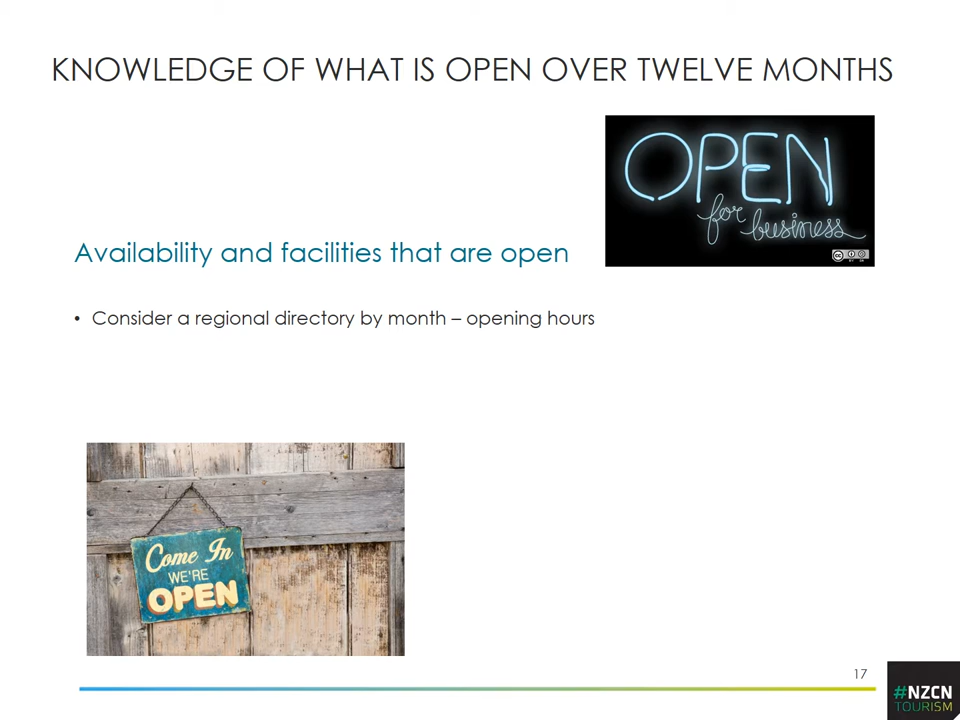 KNOWLEDGE OF WHAT IS OPEN OVER TWELVE MONTHS
OPEN
for business
Availability and facilities that are open
• Consider a regional directory by month – opening hours
Come In
WE'RE
OPEN
17
#NZCN
TOURISM